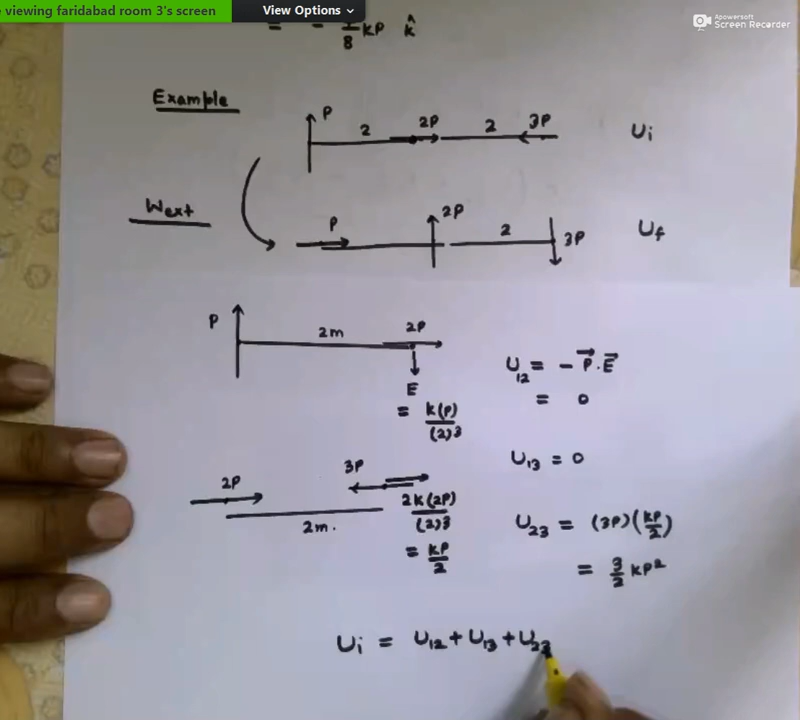 viewing faridabad room 3's screen View Options
Apowersoft
Screen Recorder
= - 1/8 kP k̂
Example
P 2 2P 2 3P Ui
Wext
P 2P 2 3P Uf
P 2m 2P
E
= k(P)/(2)3
U12 = - P⃗.E⃗
= 0
U13 = 0
2P 3P
2m.
2k(2P)/(2)3
= kP/2
U23 = (3P)(kP/2)
= 3/2 kP²
Ui = U12 + U13 + U23